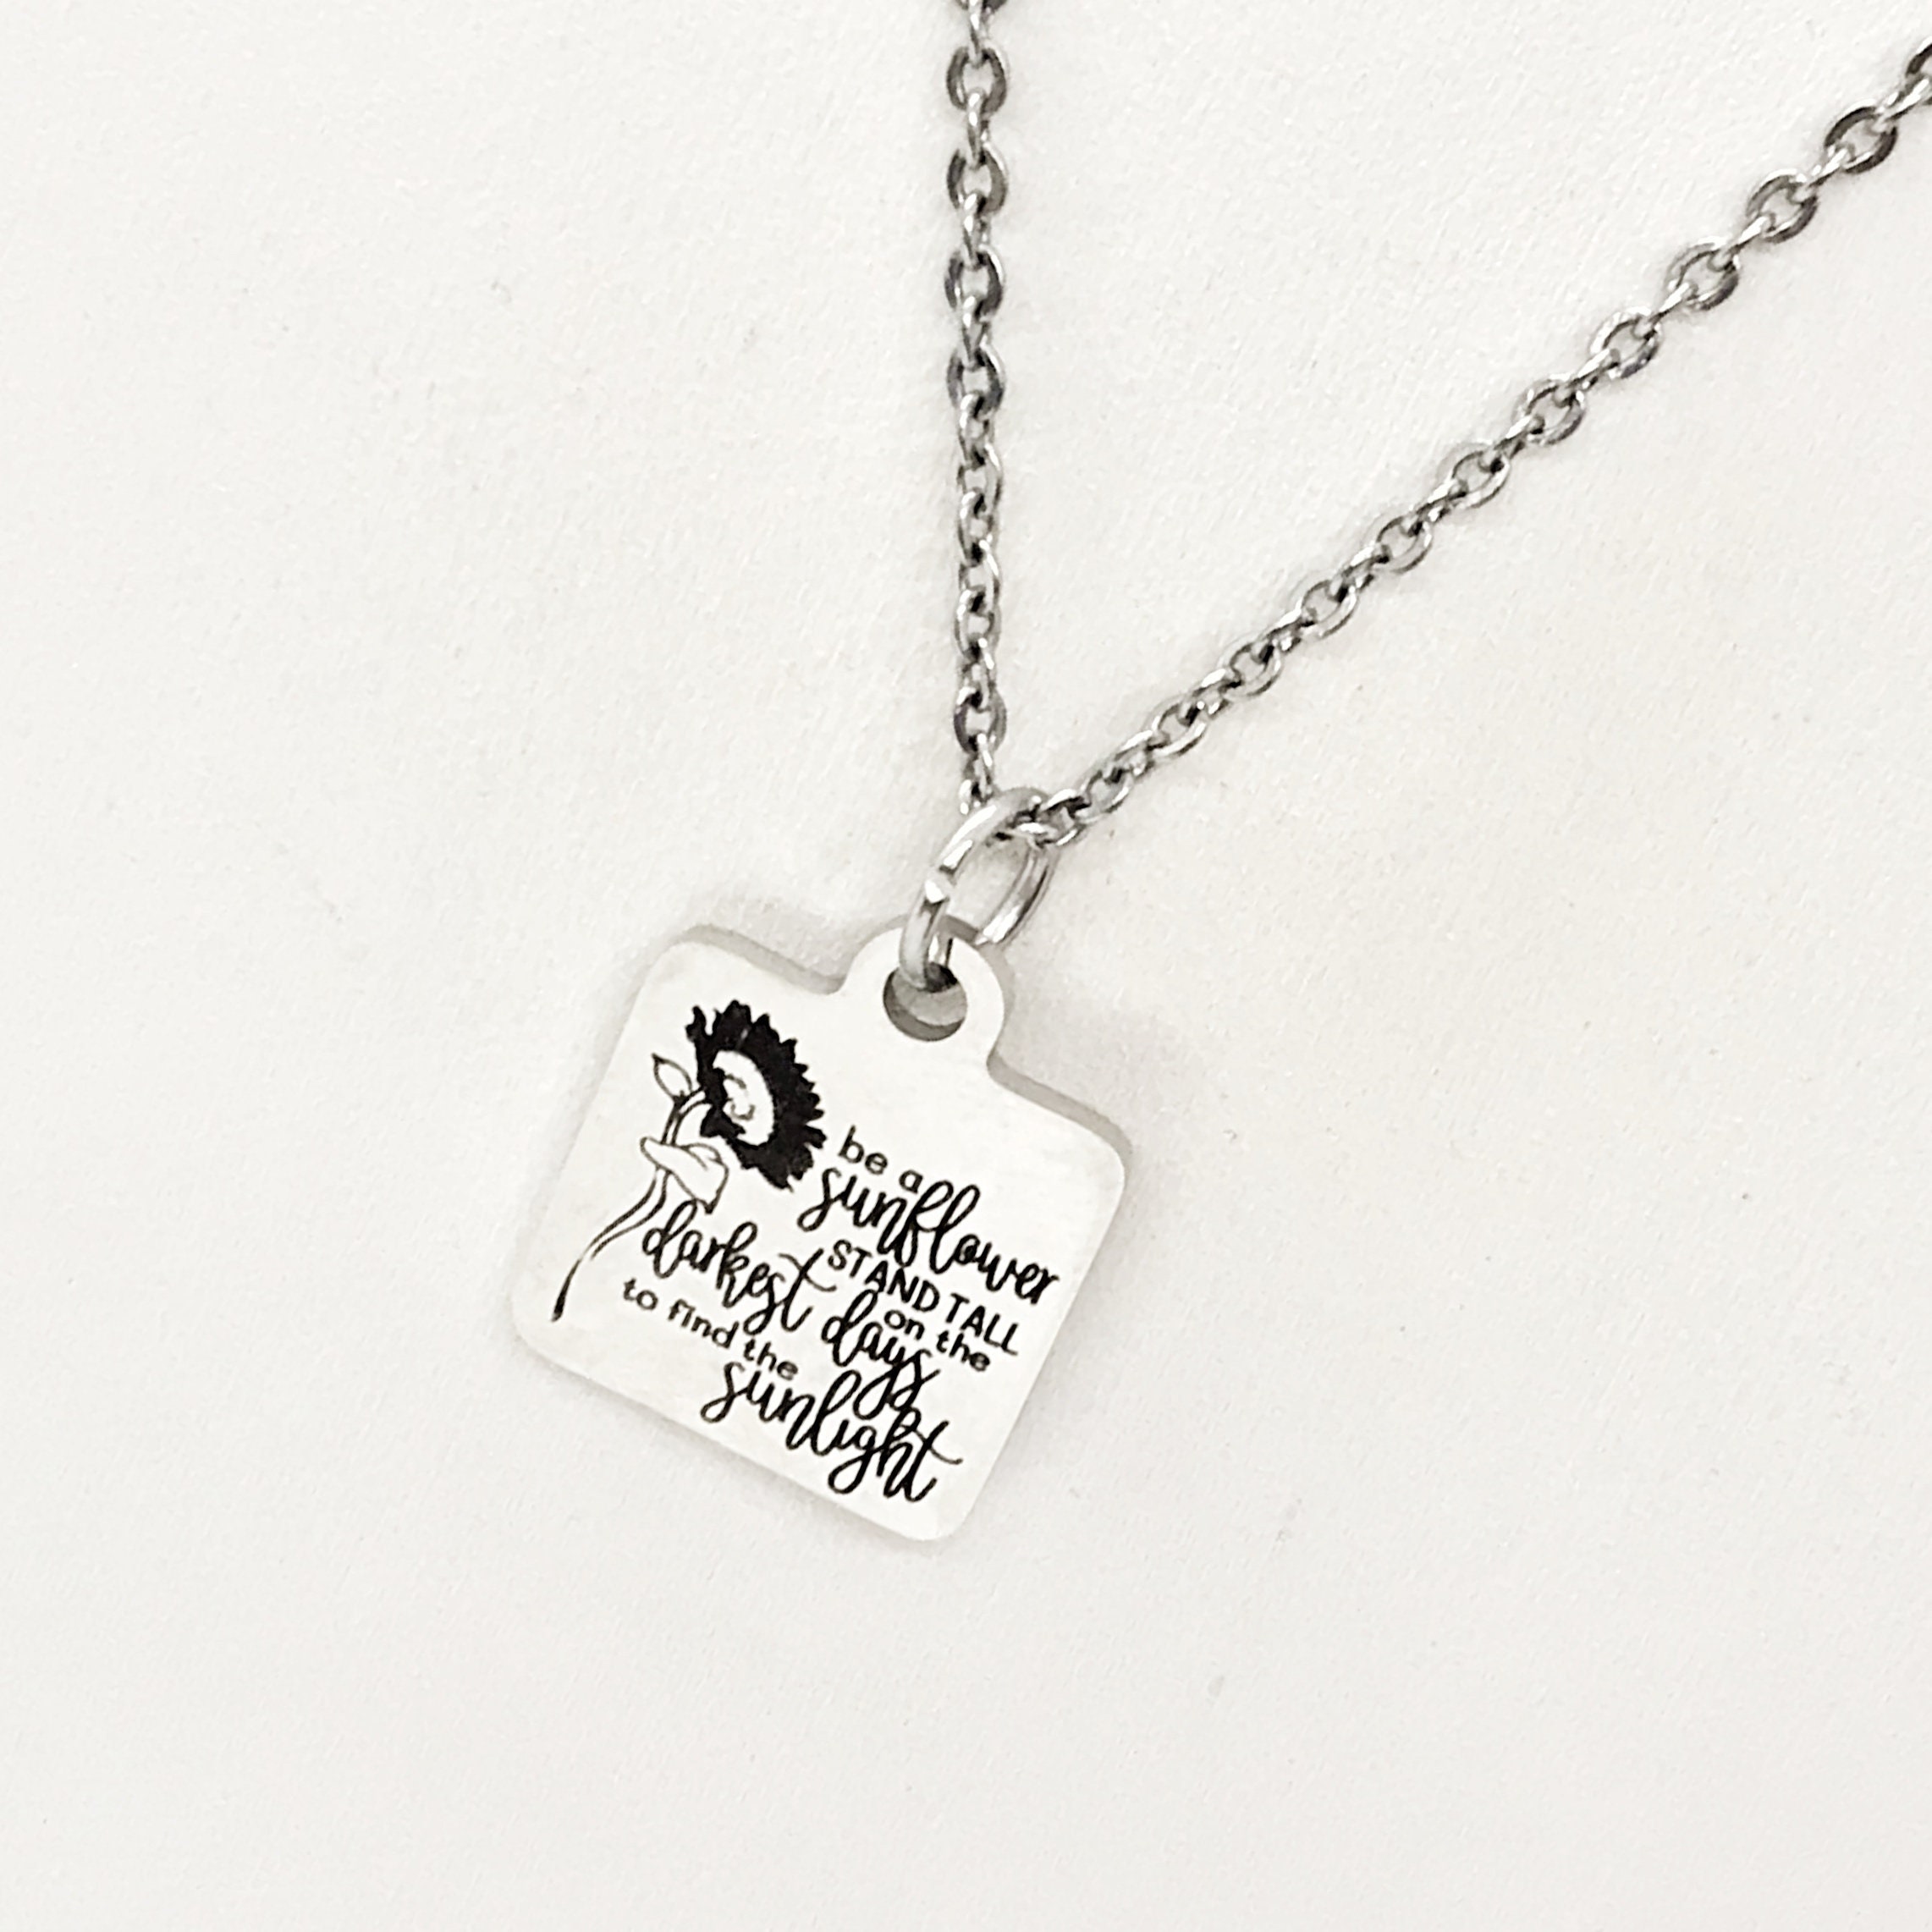 be a
sunflower
STAND TALL
on the
darkest days
to find the
sunlight